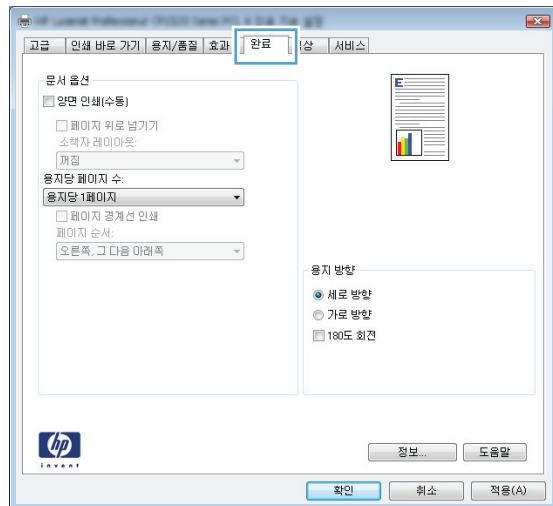 고급 인쇄 바로 가기 용지/품질 효과 완료 색상 서비스
문서 옵션
양면 인쇄(수동)
페이지 위로 넘기기
소책자 레이아웃:
꺼짐
용지당 페이지 수:
용지당 1페이지
페이지 경계선 인쇄
페이지 순서:
오른쪽, 그 다음 아래쪽
E
용지 방향
세로 방향
가로 방향
180도 회전
hp
invent
정보... 도움말
확인 취소 적용(A)